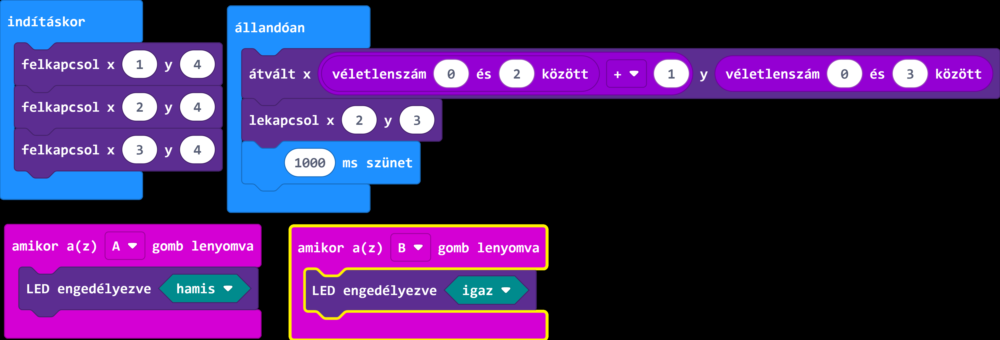 indításkor
felkapcsol x 1 y 4
felkapcsol x 2 y 4
felkapcsol x 3 y 4
állandóan
átvált x véletlenszám 0 és 2 között + 1 y véletlenszám 0 és 3 között
lekapcsol x 2 y 3
1000 ms szünet
amikor a(z) A gomb lenyomva
LED engedélyezve hamis
amikor a(z) B gomb lenyomva
LED engedélyezve igaz